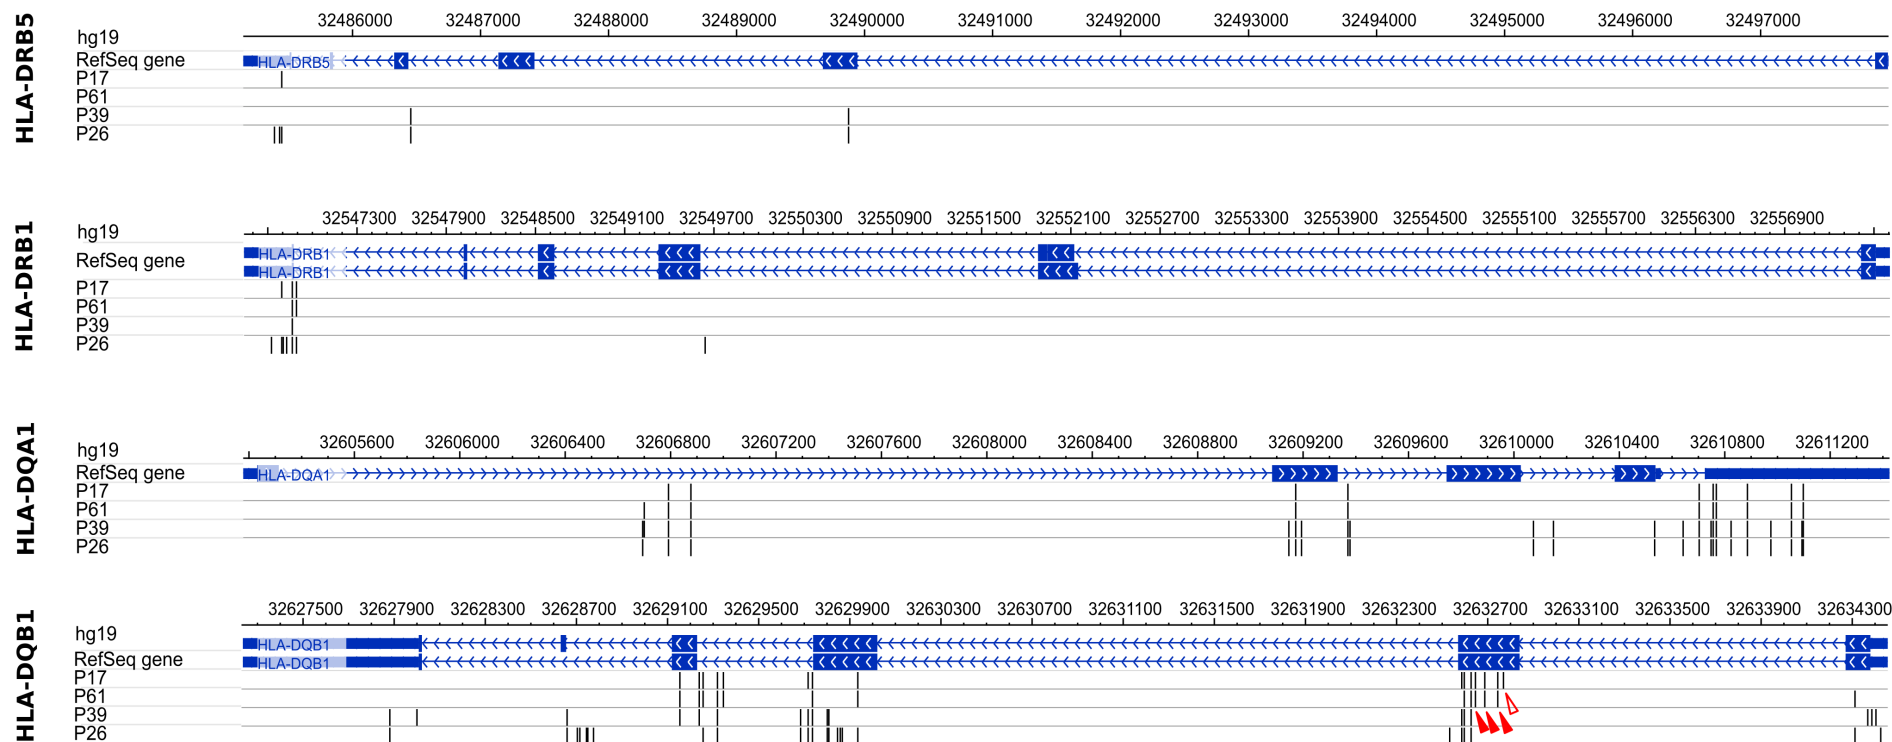 HLA-DRB5
32486000 32487000 32488000 32489000 32490000 32491000 32492000 32493000 32494000 32495000 32496000 32497000
hg19
RefSeq gene HLA-DRB5
P17
P61
P39
P26
HLA-DRB1
32547300 32547900 32548500 32549100 32549700 32550300 32550900 32551500 32552100 32552700 32553300 32553900 32554500 32555100 32555700 32556300 32556900
hg19
HLA-DRB1
RefSeq gene
HLA-DRB1
P17
P61
P39
P26
HLA-DQA1
32605600 32606000 32606400 32606800 32607200 32607600 32608000 32608400 32608800 32609200 32609600 32610000 32610400 32610800 32611200
hg19
RefSeq gene HLA-DQA1
P17
P61
P39
P26
HLA-DQB1
32627500 32627900 32628300 32628700 32629100 32629500 32629900 32630300 32630700 32631100 32631500 32631900 32632300 32632700 32633100 32633500 32633900 32634300
hg19
HLA-DQB1
RefSeq gene HLA-DQB1
P17
P61
P39
P26